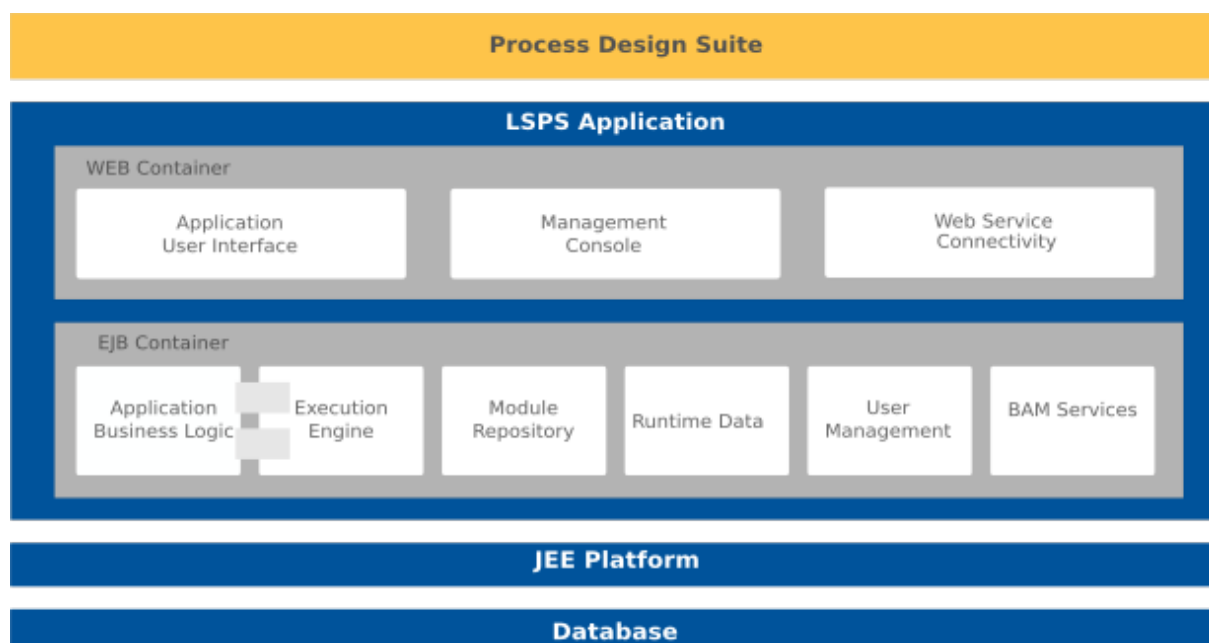 Process Design Suite
LSPS Application
WEB Container
Application
User Interface
Management
Console
Web Service
Connectivity
EJB Container
Application
Business Logic
Execution
Engine
Module
Repository
Runtime Data
User
Management
BAM Services
JEE Platform
Database